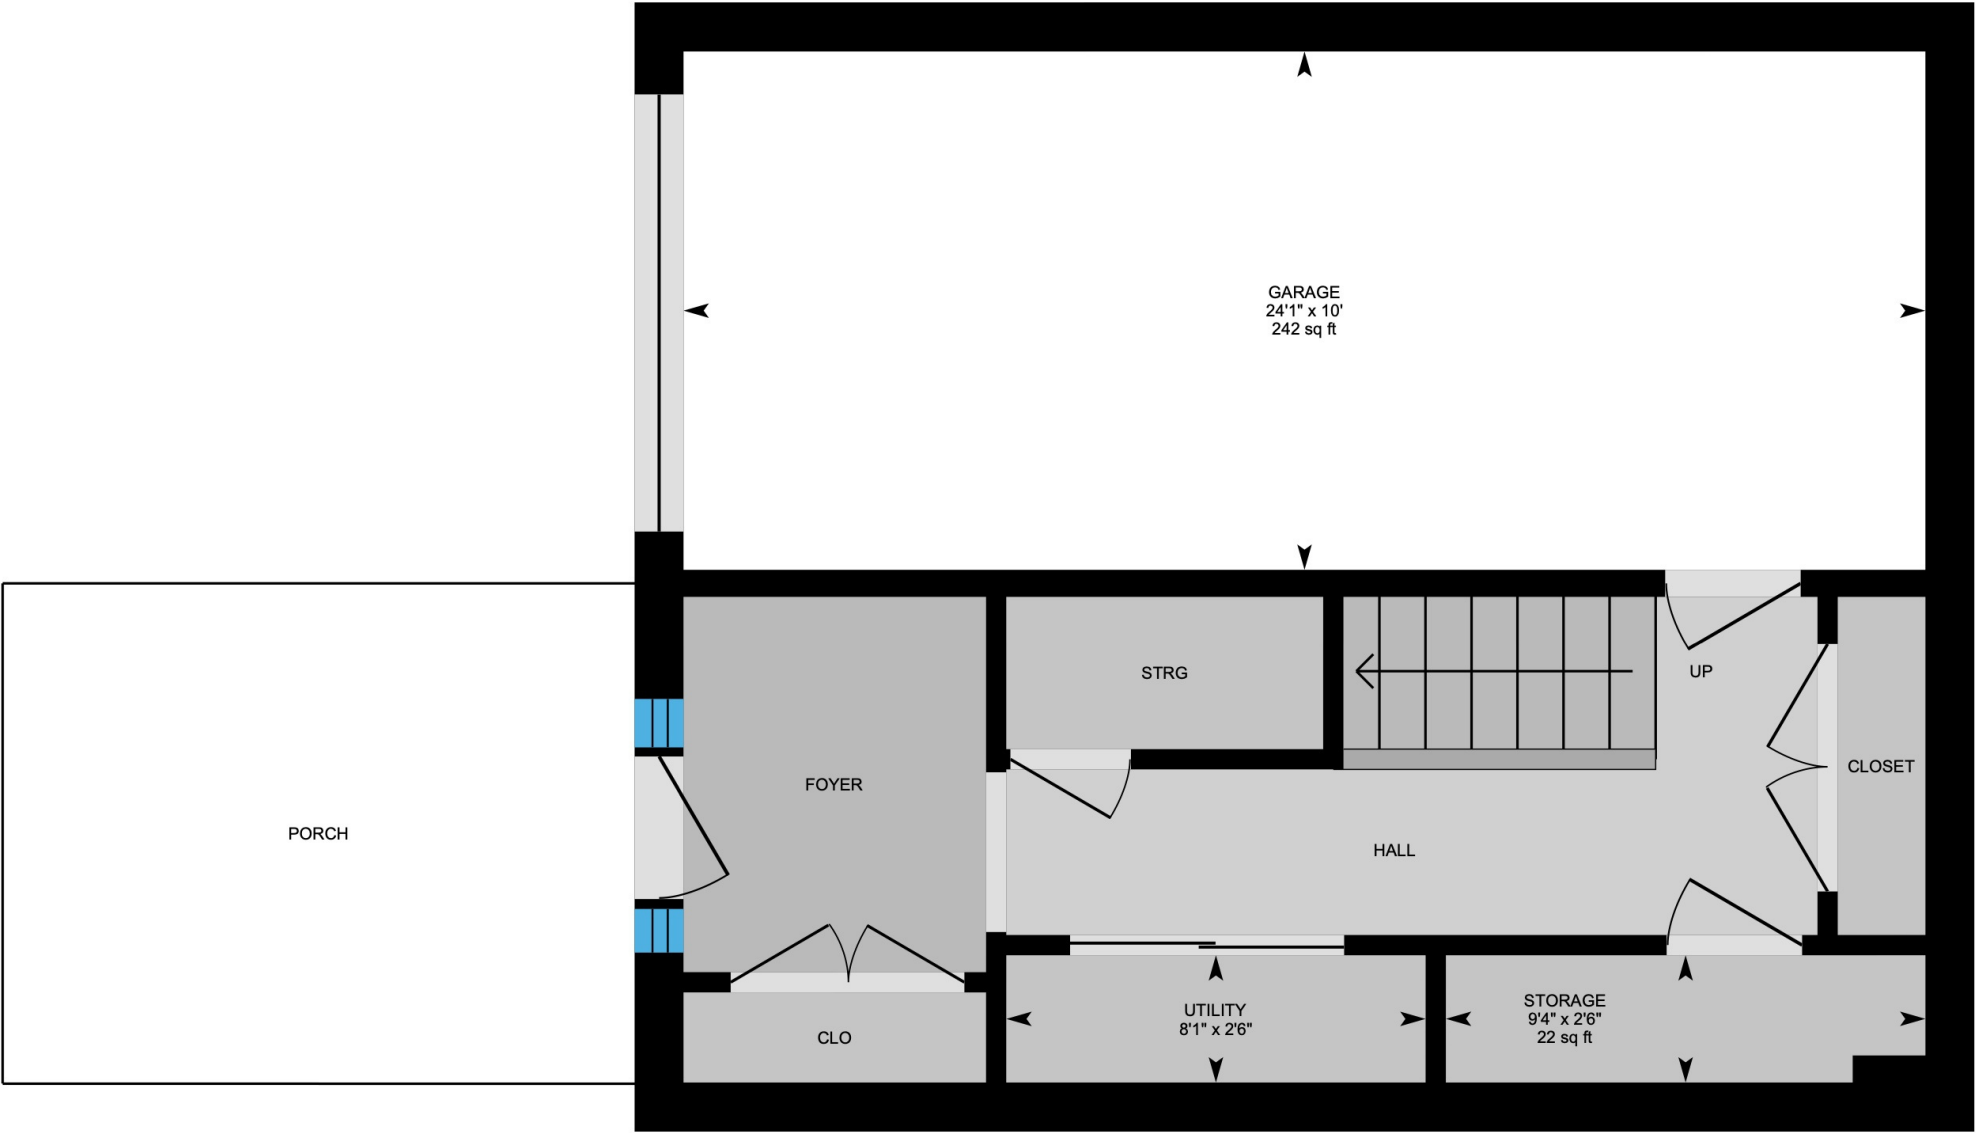 GARAGE
24'1" x 10'
242 sq ft
STRG
UP
FOYER
CLOSET
PORCH
HALL
UTILITY
8'1" x 2'6"
STORAGE
9'4" x 2'6"
22 sq ft
CLO